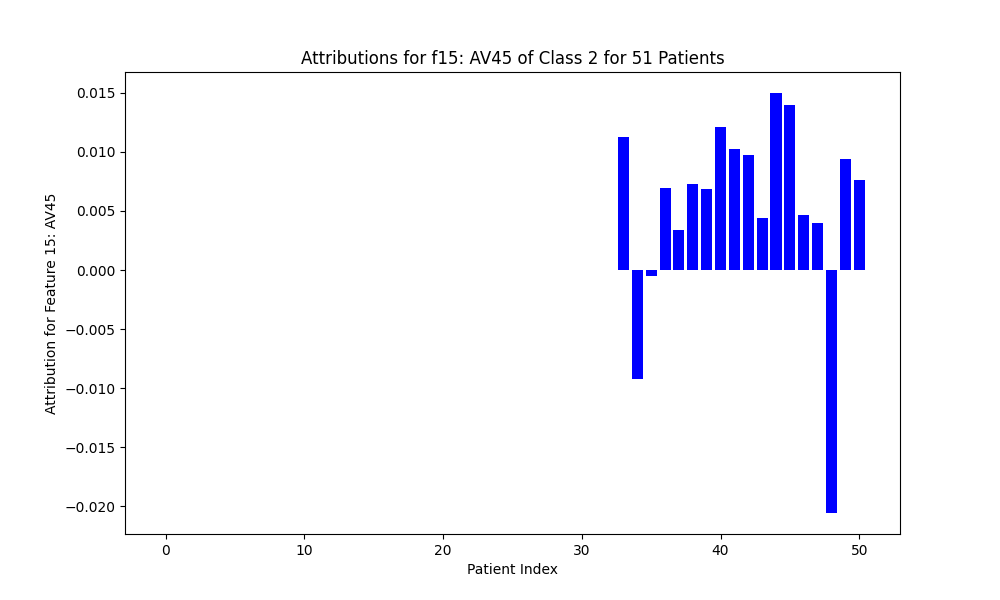 Attributions for f15: AV45 of Class 2 for 51 Patients
Attribution for Feature 15: AV45
0.015
0.010
0.005
0.000
−0.005
−0.010
−0.015
−0.020
0 10 20 30 40 50
Patient Index